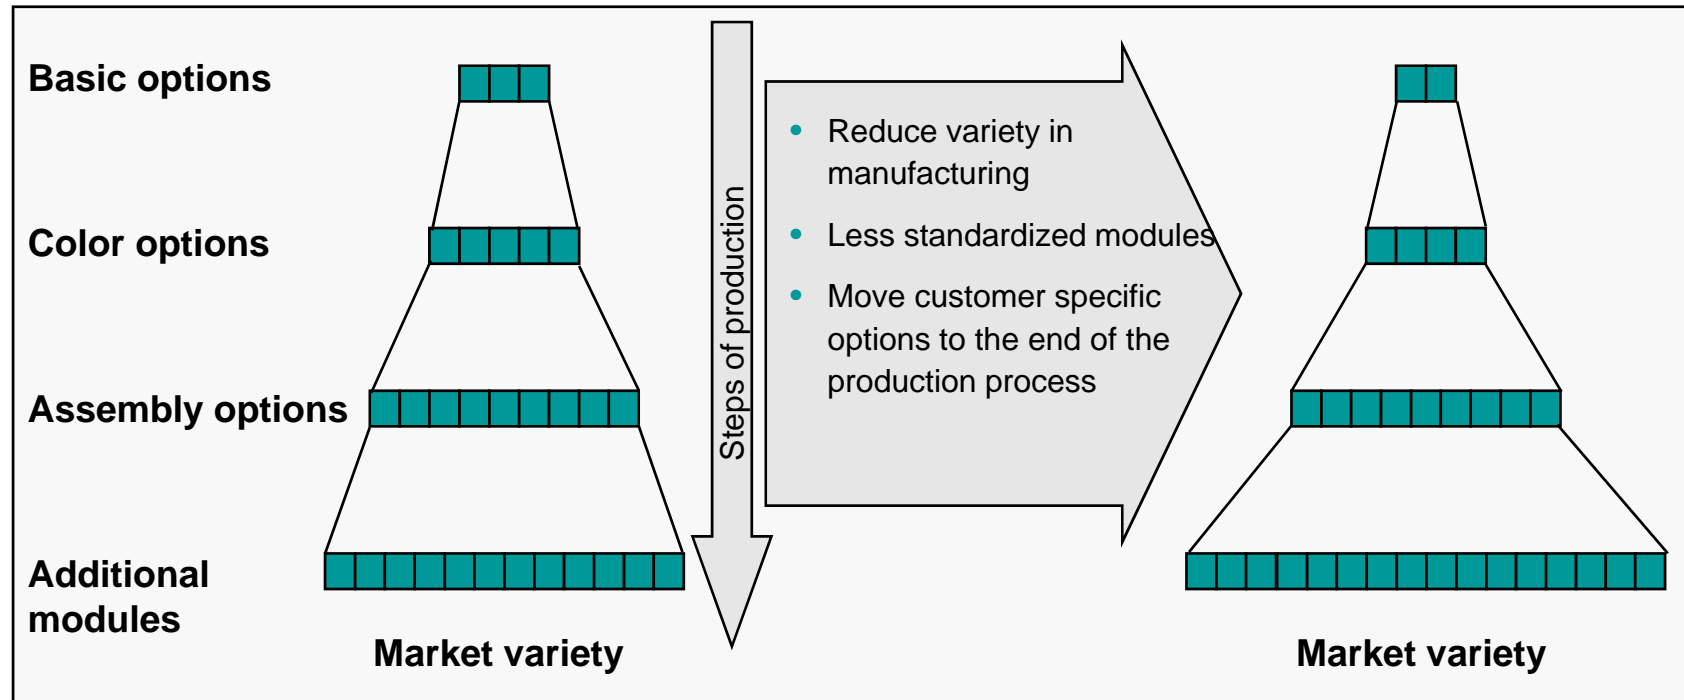 Basic options
Color options
Assembly options
Additional
modules
Market variety
Steps of production
• Reduce variety in
manufacturing
• Less standardized modules
• Move customer specific
options to the end of the
production process
Market variety